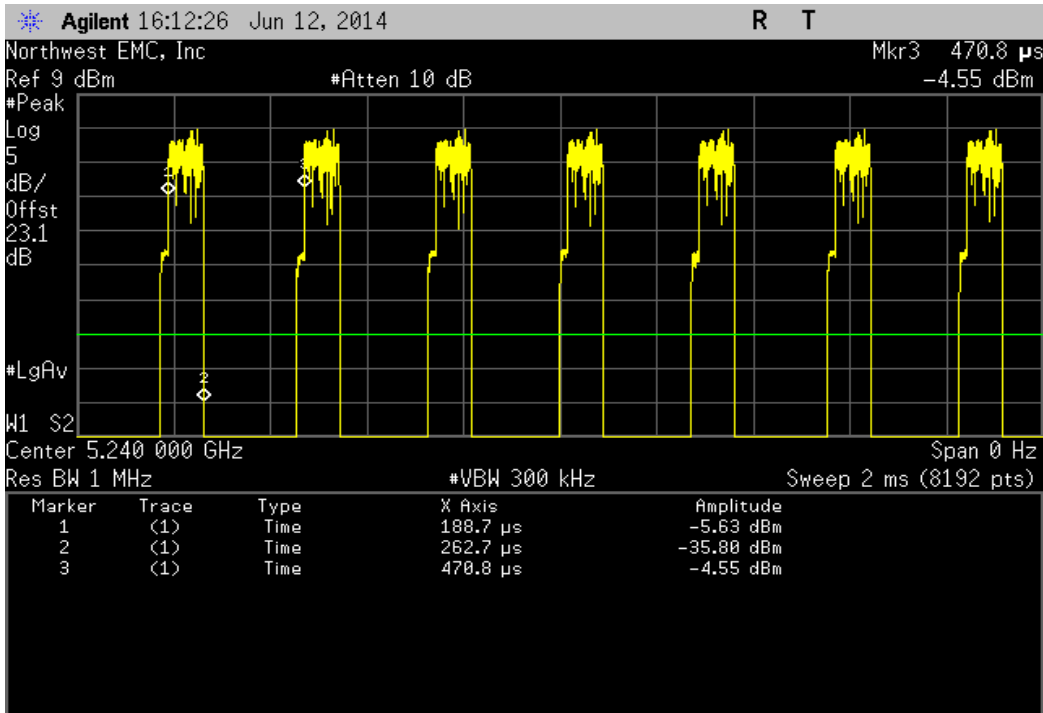 Agilent 16:12:26 Jun 12, 2014 R T
Northwest EMC, Inc Mkr3 470.8 µs
Ref 9 dBm #Atten 10 dB -4.55 dBm
#Peak
Log
5
dB/
Offst
23.1
dB
1
3
2
#LgAv
W1 S2
Center 5.240 000 GHz Span 0 Hz
Res BW 1 MHz #VBW 300 kHz Sweep 2 ms (8192 pts)
Marker Trace Type X Axis Amplitude
1 (1) Time 188.7 µs -5.63 dBm
2 (1) Time 262.7 µs -35.80 dBm
3 (1) Time 470.8 µs -4.55 dBm